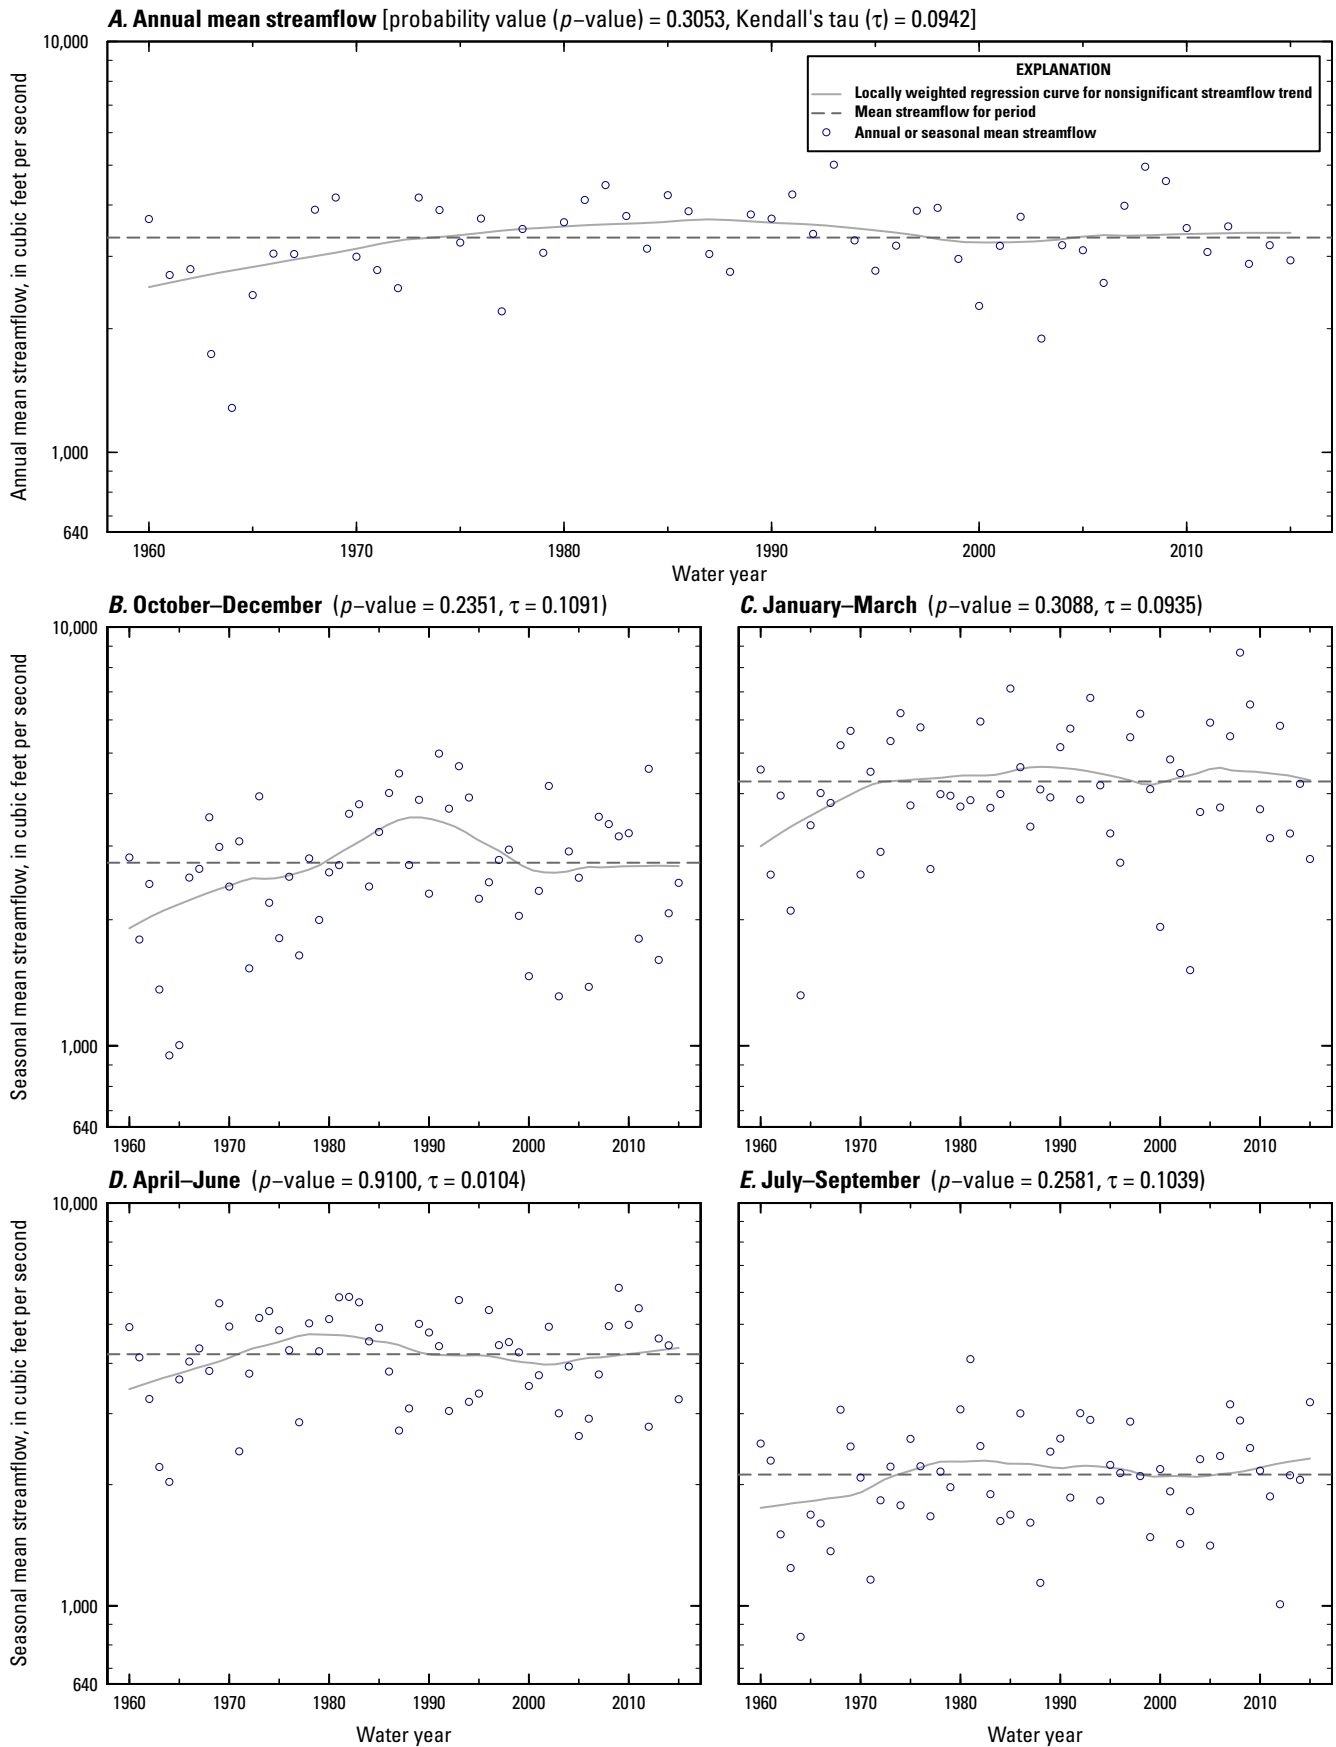 A. Annual mean streamflow [probability value (p–value) = 0.3053, Kendall's tau (τ) = 0.0942]
10,000
EXPLANATION
Locally weighted regression curve for nonsignificant streamflow trend
Mean streamflow for period
Annual or seasonal mean streamflow
Annual mean streamflow, in cubic feet per second
1,000
640
1960 1970 1980 1990 2000 2010
Water year
B. October–December (p–value = 0.2351, τ = 0.1091)
C. January–March (p–value = 0.3088, τ = 0.0935)
10,000
Seasonal mean streamflow, in cubic feet per second
1,000
640
1960 1970 1980 1990 2000 2010
1960 1970 1980 1990 2000 2010
D. April–June (p–value = 0.9100, τ = 0.0104)
E. July–September (p–value = 0.2581, τ = 0.1039)
10,000
Seasonal mean streamflow, in cubic feet per second
1,000
640
1960 1970 1980 1990 2000 2010
1960 1970 1980 1990 2000 2010
Water year
Water year